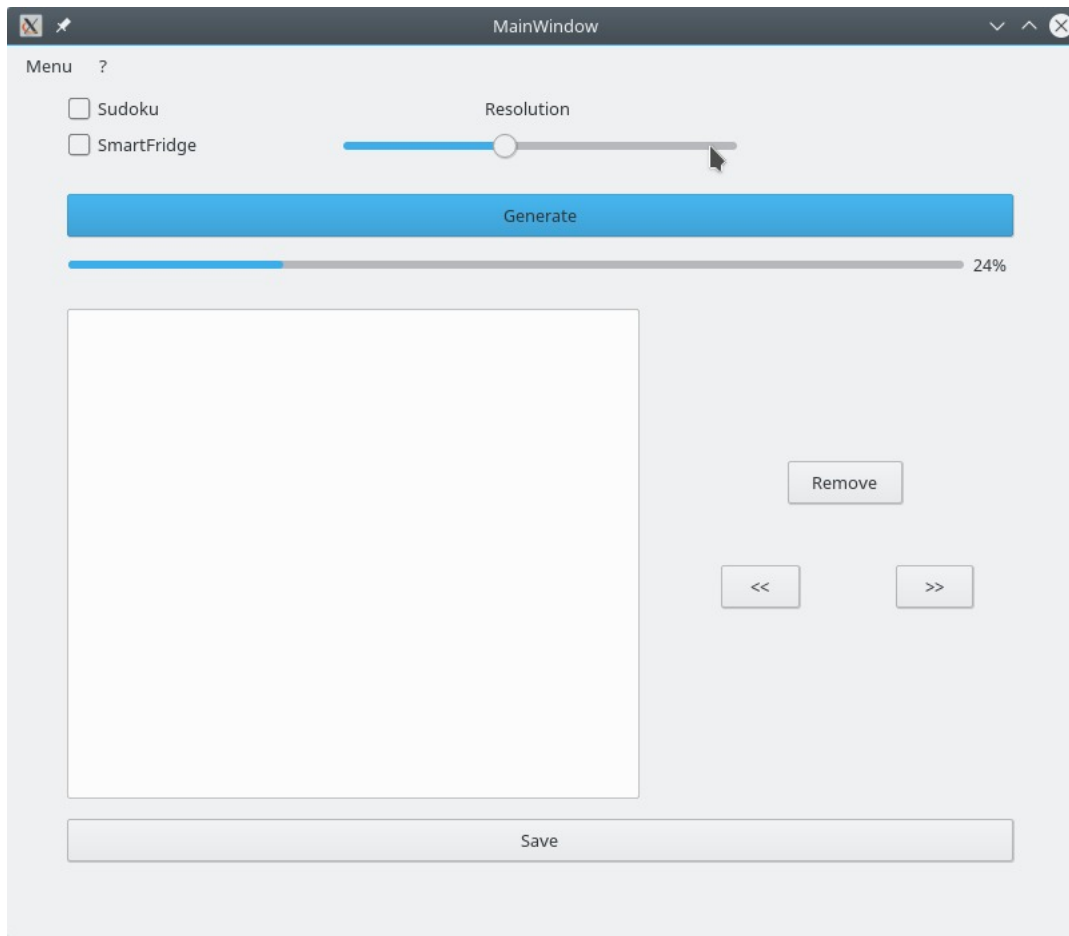 MainWindow
Menu ?
Sudoku
Resolution
SmartFridge
Generate
24%
Remove
<< >>
Save